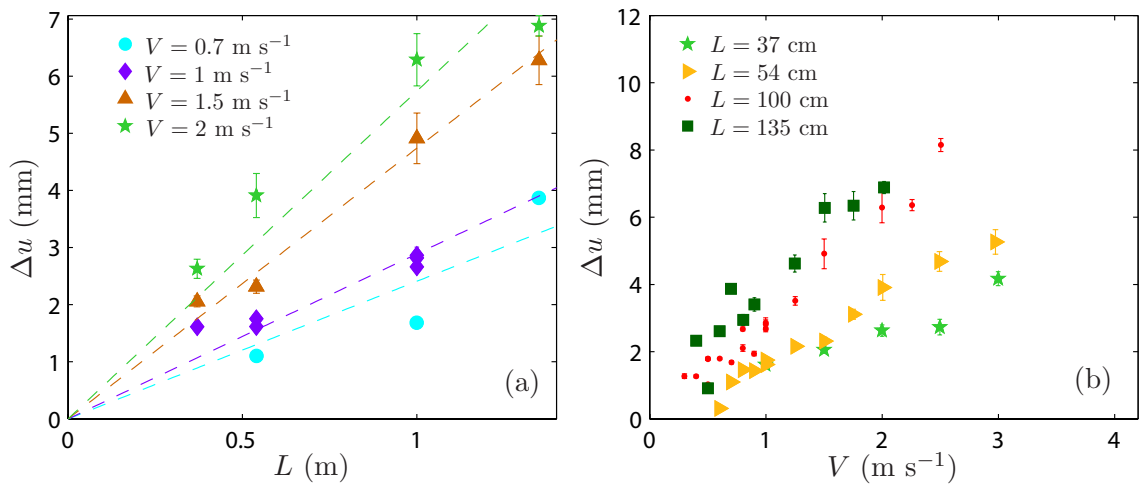 7
6
5
4
3
2
1
0
Δu (mm)
V = 0.7 m s⁻¹
V = 1 m s⁻¹
V = 1.5 m s⁻¹
V = 2 m s⁻¹
(a)
0 0.5 1
L (m)
12
10
8
6
4
2
0
Δu (mm)
L = 37 cm
L = 54 cm
L = 100 cm
L = 135 cm
(b)
0 1 2 3 4
V (m s⁻¹)